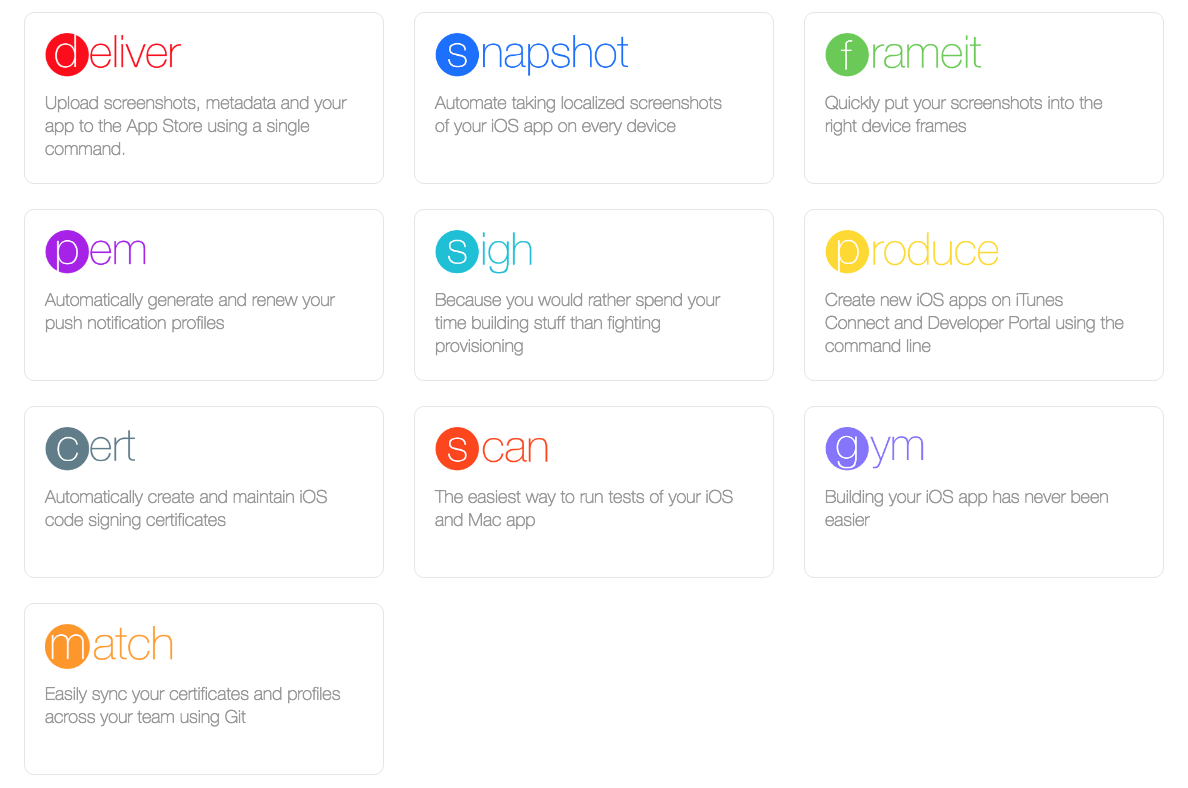 deliver
Upload screenshots, metadata and your
app to the App Store using a single
command.
snapshot
Automate taking localized screenshots
of your iOS app on every device
frameit
Quickly put your screenshots into the
right device frames
pem
Automatically generate and renew your
push notification profiles
sigh
Because you would rather spend your
time building stuff than fighting
provisioning
produce
Create new iOS apps on iTunes
Connect and Developer Portal using the
command line
cert
Automatically create and maintain iOS
code signing certificates
scan
The easiest way to run tests of your iOS
and Mac app
gym
Building your iOS app has never been
easier
match
Easily sync your certificates and profiles
across your team using Git